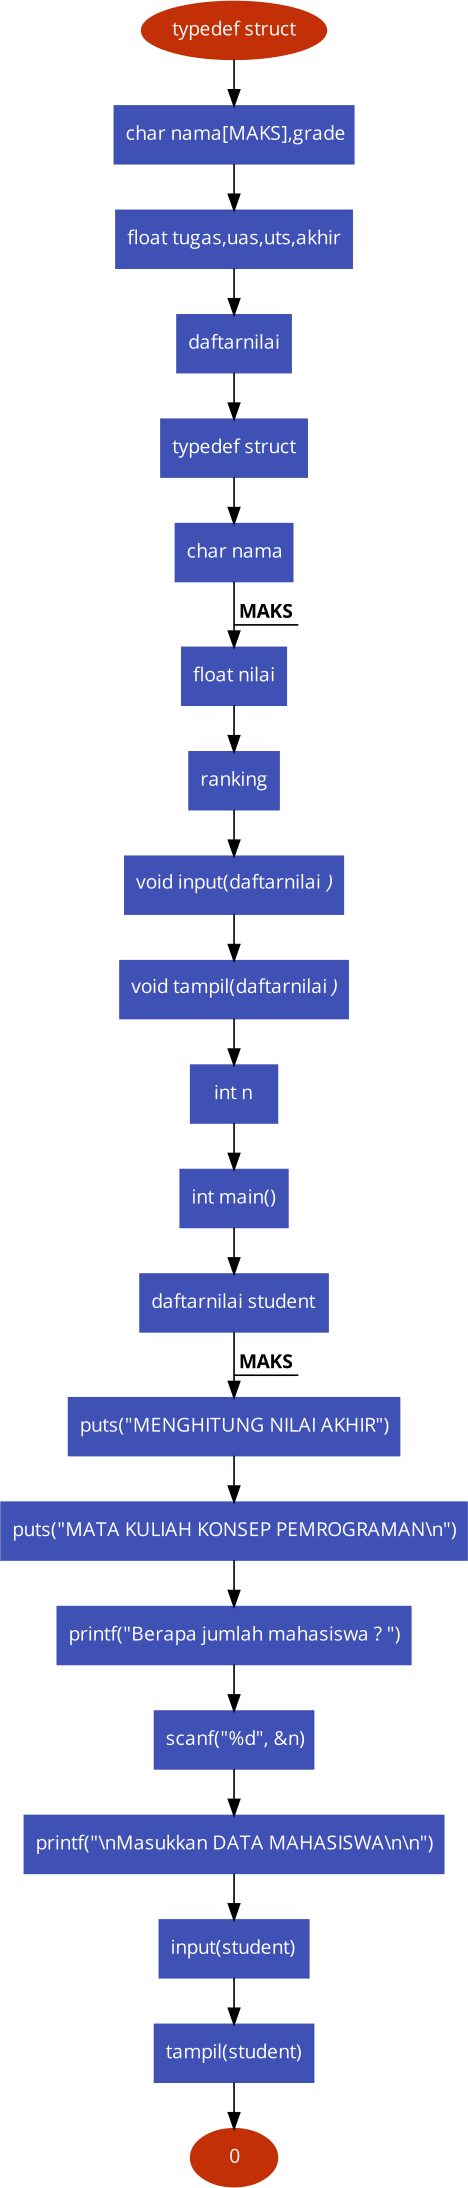 typedef struct
char nama[MAKS],grade
float tugas,uas,uts,akhir
daftarnilai
typedef struct
char nama
MAKS
float nilai
ranking
void input(daftarnilai )
void tampil(daftarnilai )
int n
int main()
daftarnilai student
MAKS
puts("MENGHITUNG NILAI AKHIR")
puts("MATA KULIAH KONSEP PEMROGRAMAN\n")
printf("Berapa jumlah mahasiswa ? ")
scanf("%d", &n)
printf("\nMasukkan DATA MAHASISWA\n\n")
input(student)
tampil(student)
0